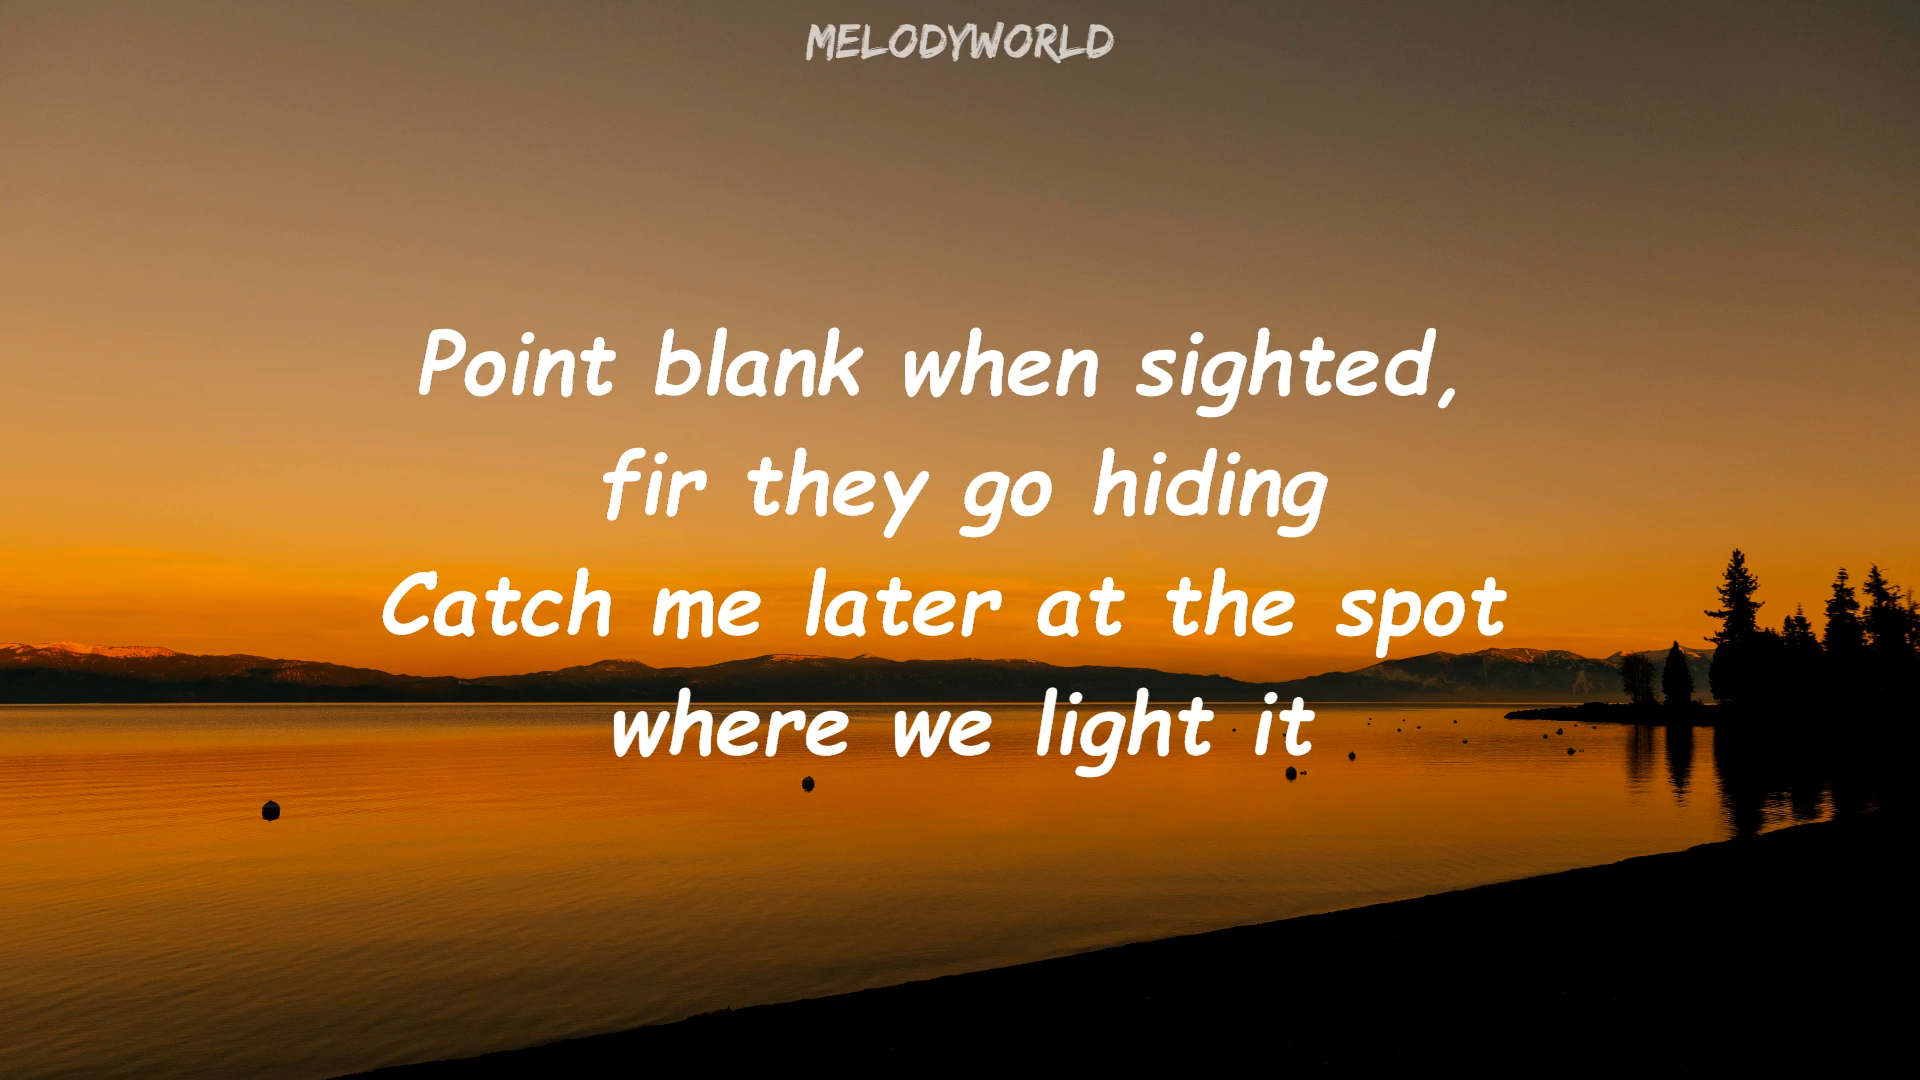 MELODYWORLD
Point blank when sighted,
fir they go hiding
Catch me later at the spot
where we light it